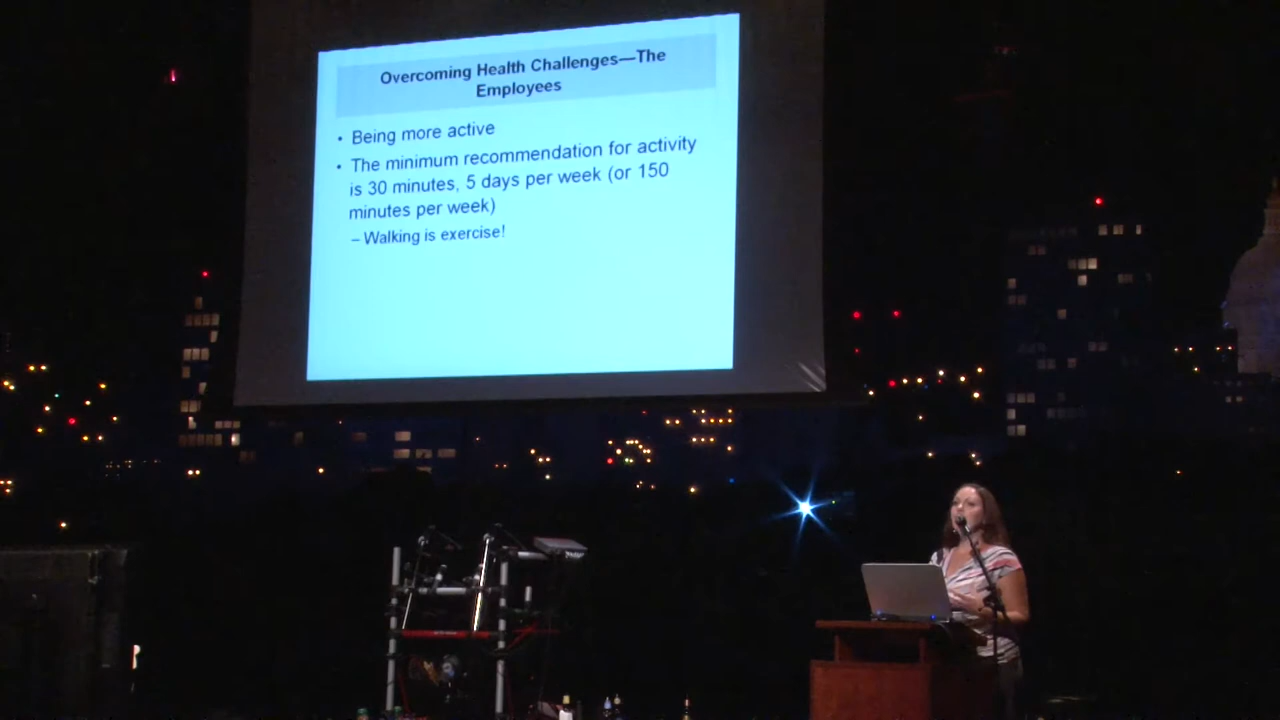 Overcoming Health Challenges—The
Employees
• Being more active
• The minimum recommendation for activity
is 30 minutes, 5 days per week (or 150
minutes per week)
– Walking is exercise!